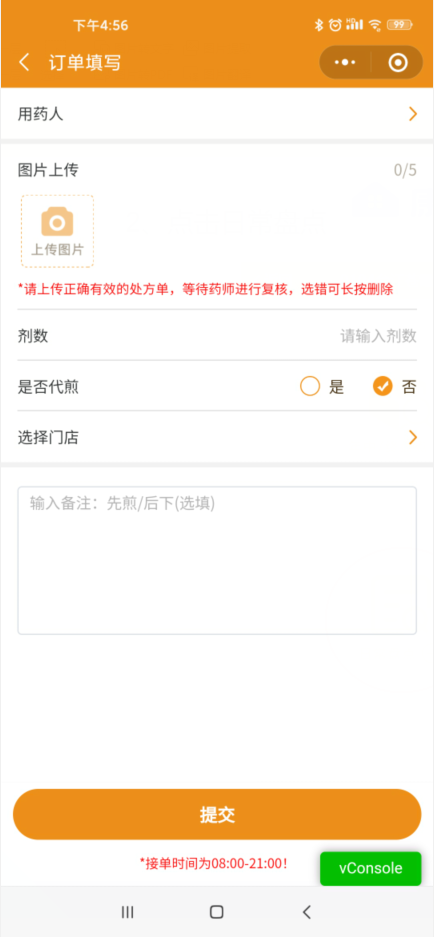 下午4:56
HD
99
订单填写
用药人
图片上传
0/5
上传图片
*请上传正确有效的处方单，等待药师进行复核，选错可长按删除
剂数
请输入剂数
是否代煎
是 否
选择门店
输入备注：先煎/后下(选填)
提交
*接单时间为08:00-21:00！
vConsole